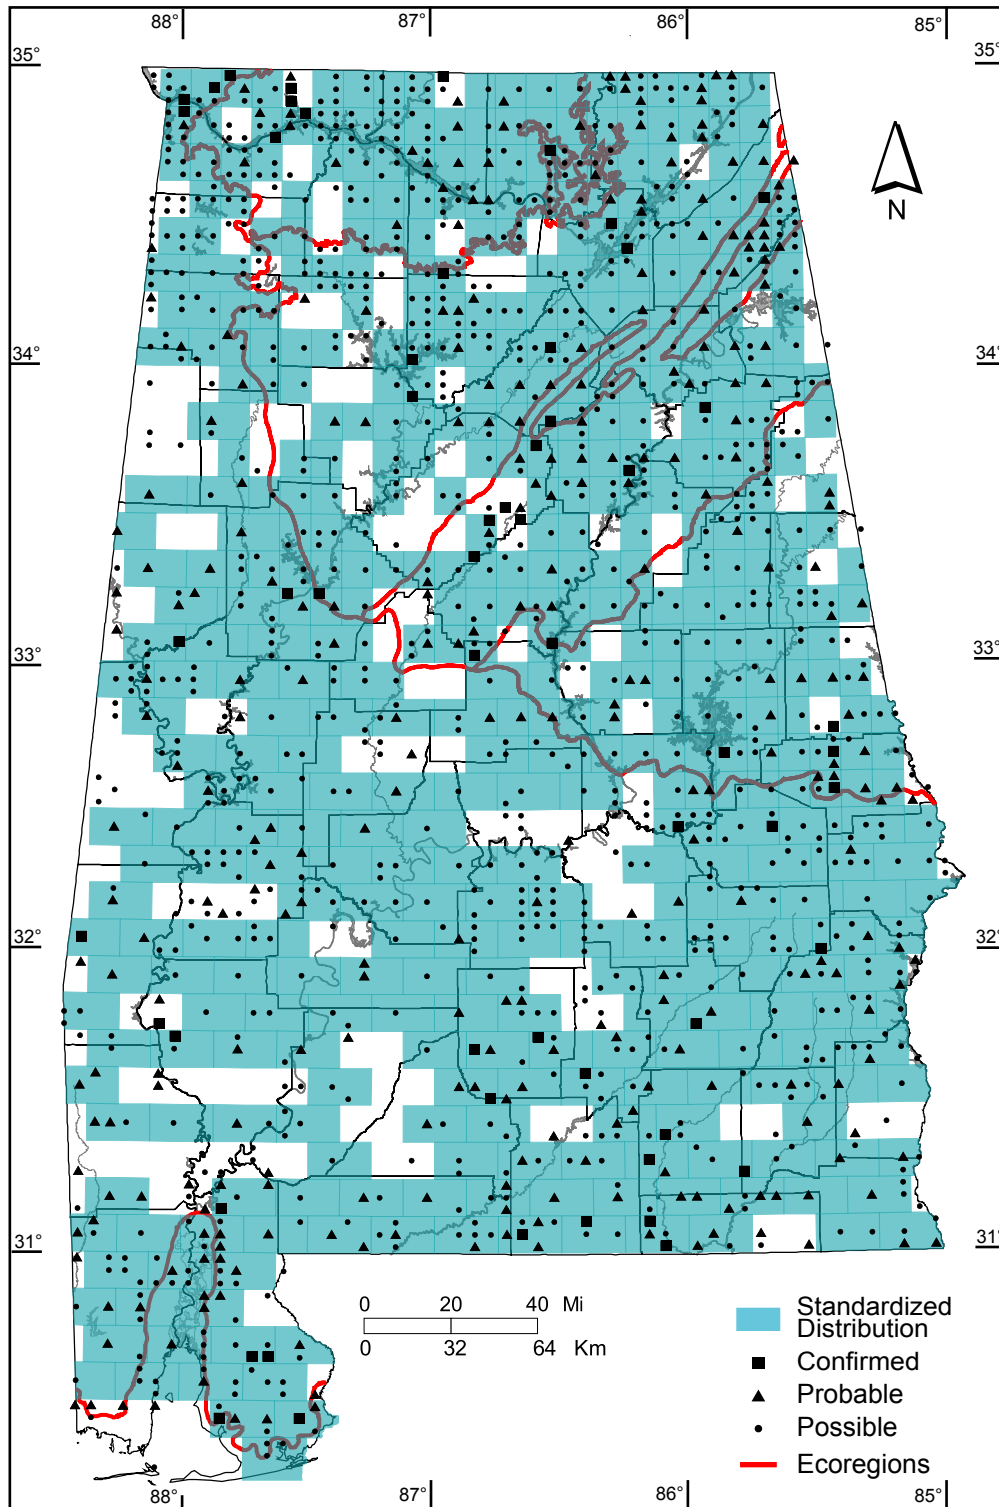 88° 87° 86° 85°
35° 35°
N
34° 34°
33° 33°
32° 32°
31° 31°
0 20 40 Mi
0 32 64 Km
Standardized
Distribution
Confirmed
Probable
Possible
Ecoregions
88° 87° 86° 85°